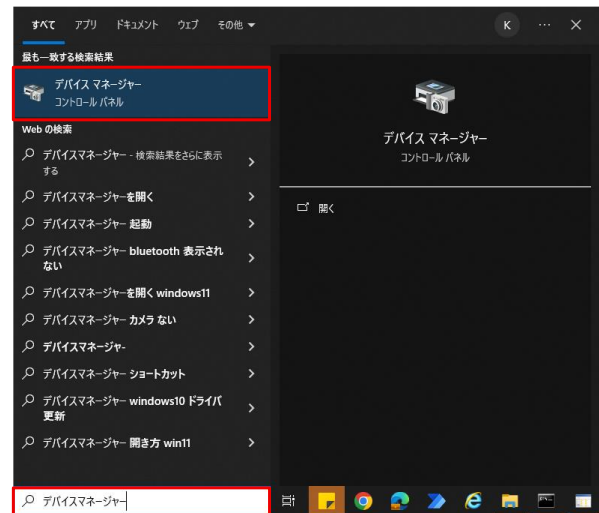 すべて アプリ ドキュメント ウェブ その他 K
最も一致する検索結果
デバイス マネージャー
コントロール パネル
Web の検索
デバイスマネージャー - 検索結果をさらに表示
する
デバイスマネージャーを開く
デバイスマネージャー 起動
デバイスマネージャー bluetooth 表示され
ない
デバイスマネージャーを開く windows11
デバイスマネージャー カメラ ない
デバイスマネージャ-
デバイスマネージャー ショートカット
デバイスマネージャー windows10 ドライバ
更新
デバイスマネージャー 開き方 win11
デバイスマネージャー
デバイス マネージャー
コントロール パネル
開く